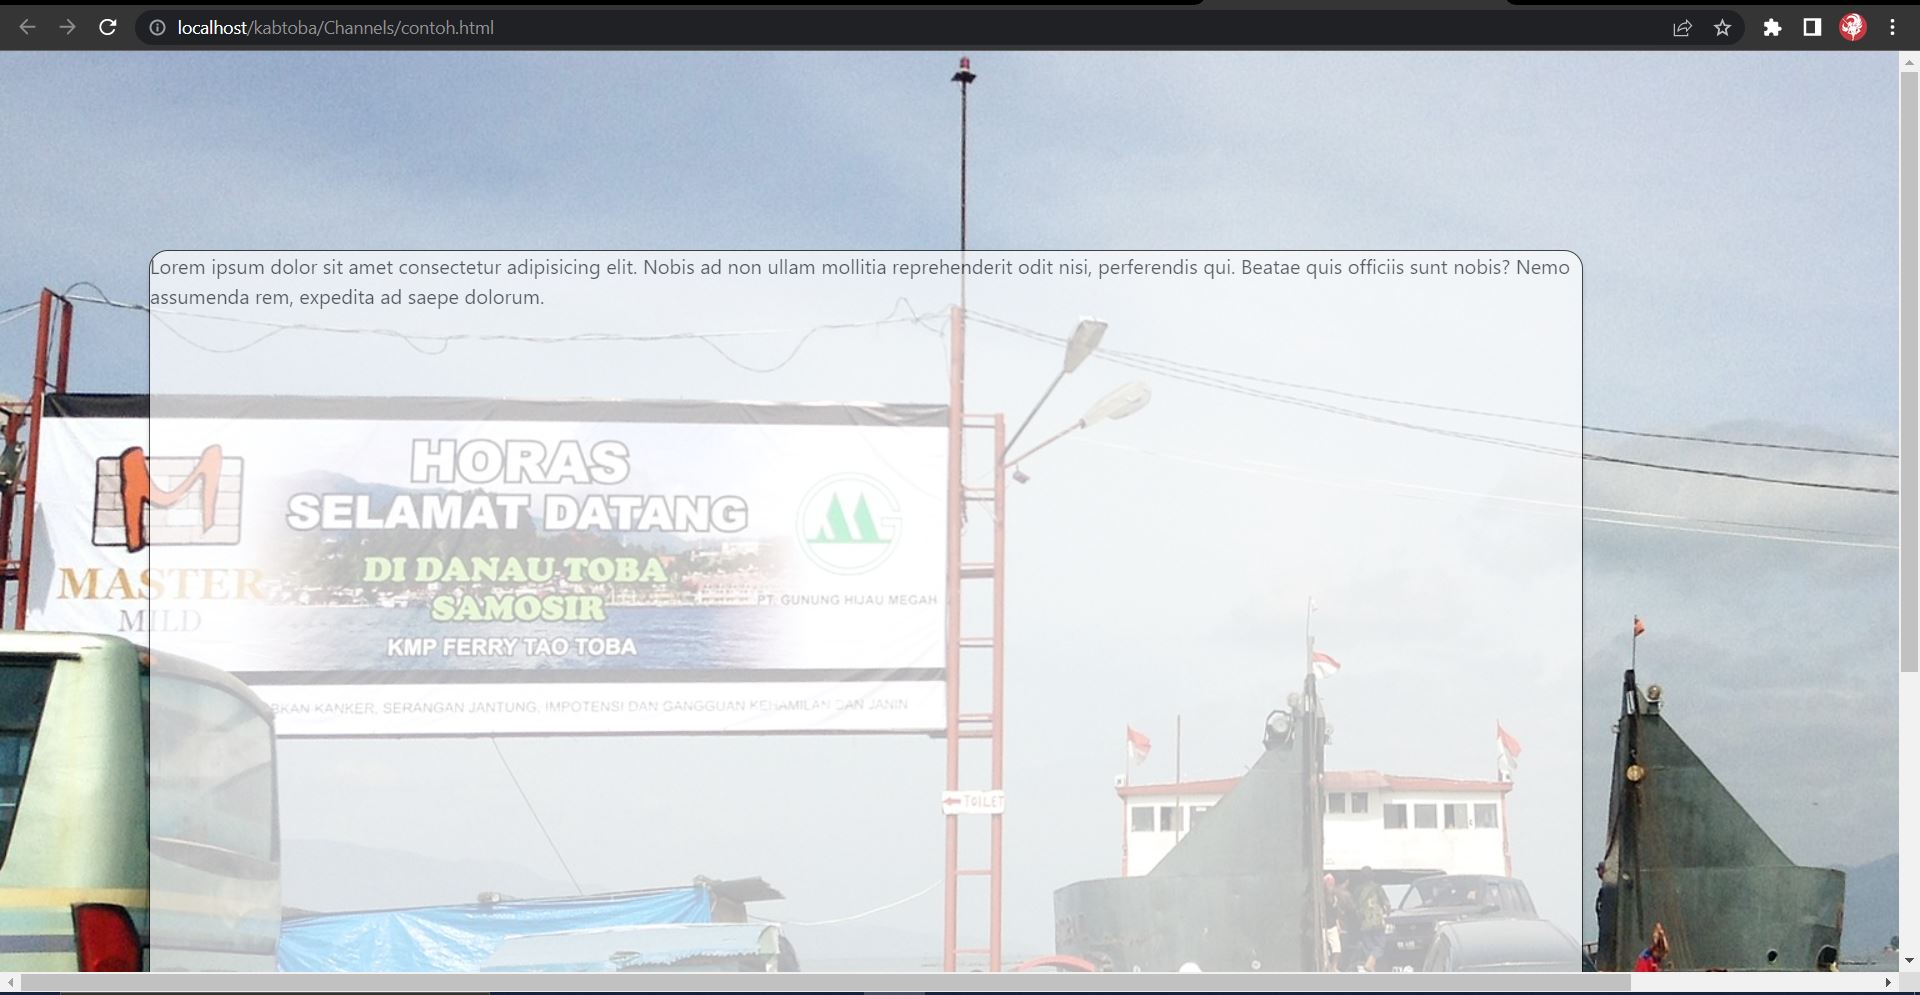 localhost/kabtoba/Channels/contoh.html
Lorem ipsum dolor sit amet consectetur adipisicing elit. Nobis ad non ullam mollitia reprehenderit odit nisi, perferendis qui. Beatae quis officiis sunt nobis? Nemo
assumenda rem, expedita ad saepe dolorum.
HORAS
SELAMAT DATANG
DI DANAU TOBA
SAMOSIR
KMP FERRY TAO TOBA
M
MASTER
MILD
MG
PT. GUNUNG HIJAU MEGAH
KANKER, SERANGAN JANTUNG, IMPOTENSI DAN GANGGUAN KEHAMILAN DAN JANIN
TOILET